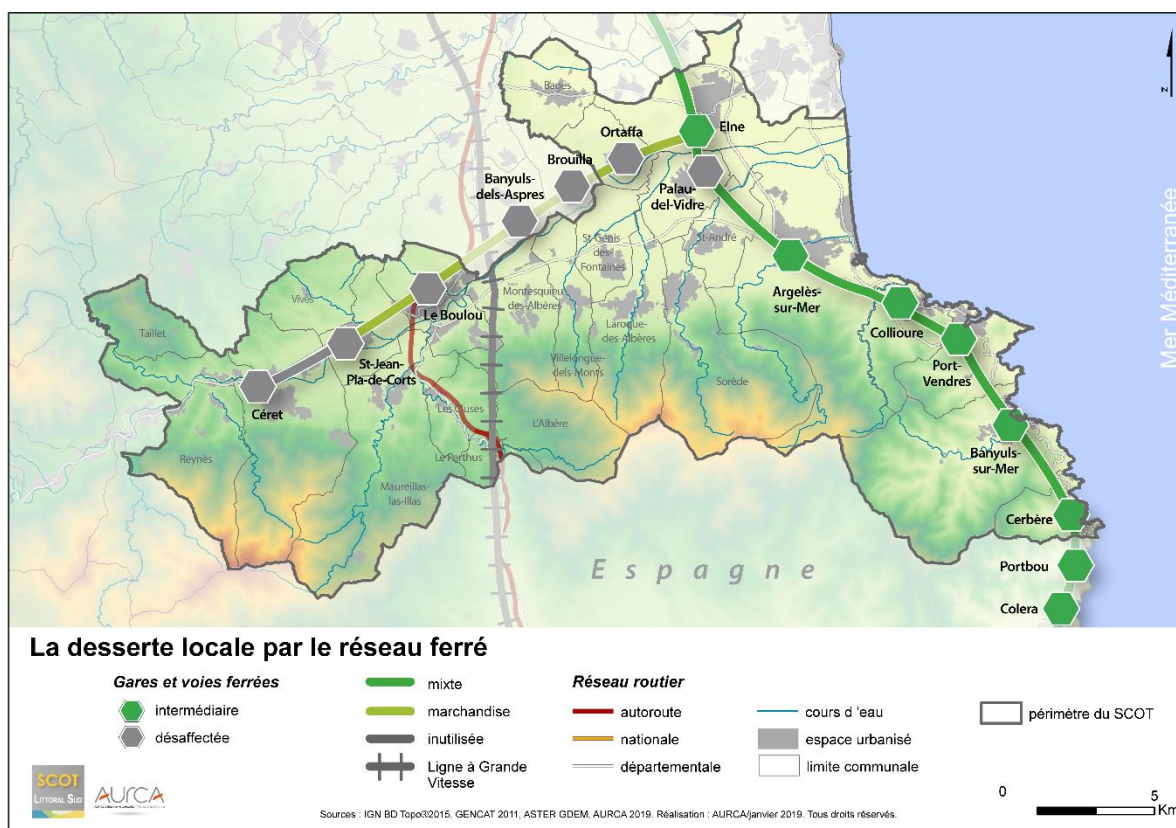 Z
Mer Méditerranée
Bages
Elne
Ortaffa
Brouilla
Banyuls-
dels-Aspres
Palau-
del-Vidre
St-Génis
des-
Fontaines
St-André
Vivès
Montesquieu
des-Albères
Argelès-
sur-Mer
Taillet
Le Boulou
Laroque-
des-Albères
Collioure
St-Jean-
Pla-de-Corts
Villelongue-
dels-Monts
Port-
Vendres
Céret
Sorède
Les Cluses
L'Albère
Banyuls-
sur-Mer
Reynès
Le Perthus
Maureillas-
las-Illas
Cerbère
Espagne
Portbou
Colera
La desserte locale par le réseau ferré
Gares et voies ferrées
intermédiaire
désaffectée
mixte
marchandise
inutilisée
Ligne à Grande
Vitesse
Réseau routier
autoroute
nationale
départementale
cours d 'eau
espace urbanisé
limite communale
périmètre du SCOT
SCOT
LITTORAL SUD
AURCA
0 5
Km
Sources : IGN BD Topo®2015, GENCAT 2011, ASTER GDEM, AURCA 2019. Réalisation : AURCA/janvier 2019. Tous droits réservés.